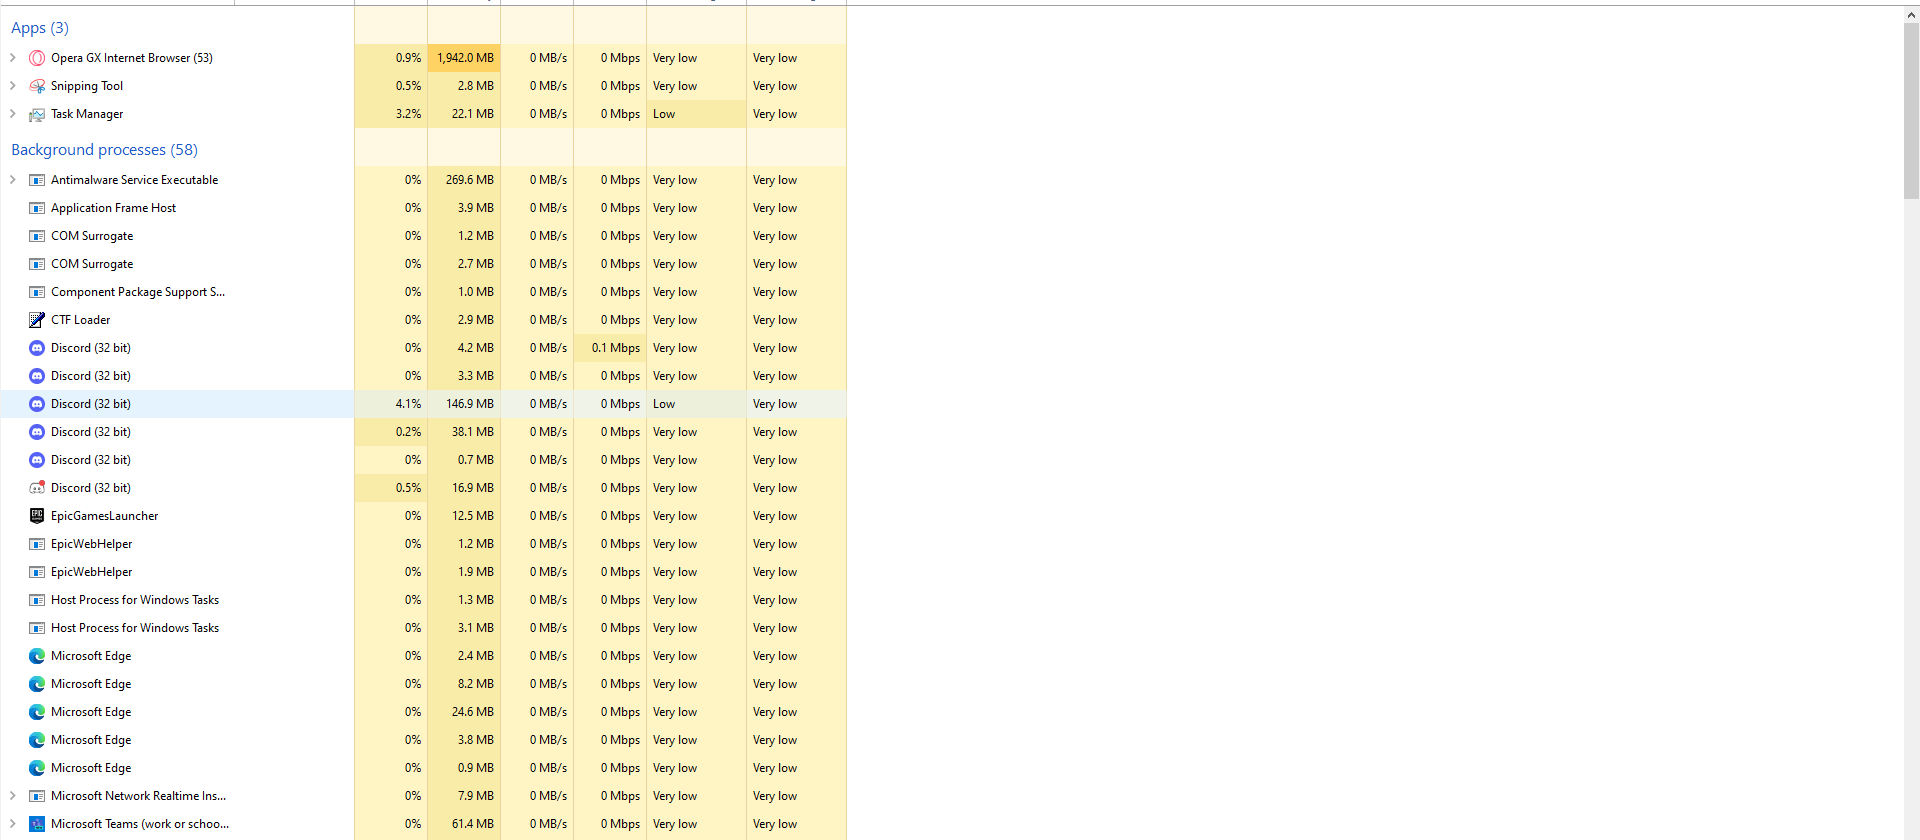 Apps (3)
Opera GX Internet Browser (53) 0.9% 1,942.0 MB 0 MB/s 0 Mbps Very low Very low
Snipping Tool 0.5% 2.8 MB 0 MB/s 0 Mbps Very low Very low
Task Manager 3.2% 22.1 MB 0 MB/s 0 Mbps Low Very low
Background processes (58)
Antimalware Service Executable 0% 269.6 MB 0 MB/s 0 Mbps Very low Very low
Application Frame Host 0% 3.9 MB 0 MB/s 0 Mbps Very low Very low
COM Surrogate 0% 1.2 MB 0 MB/s 0 Mbps Very low Very low
COM Surrogate 0% 2.7 MB 0 MB/s 0 Mbps Very low Very low
Component Package Support S... 0% 1.0 MB 0 MB/s 0 Mbps Very low Very low
CTF Loader 0% 2.9 MB 0 MB/s 0 Mbps Very low Very low
Discord (32 bit) 0% 4.2 MB 0 MB/s 0.1 Mbps Very low Very low
Discord (32 bit) 0% 3.3 MB 0 MB/s 0 Mbps Very low Very low
Discord (32 bit) 4.1% 146.9 MB 0 MB/s 0 Mbps Low Very low
Discord (32 bit) 0.2% 38.1 MB 0 MB/s 0 Mbps Very low Very low
Discord (32 bit) 0% 0.7 MB 0 MB/s 0 Mbps Very low Very low
Discord (32 bit) 0.5% 16.9 MB 0 MB/s 0 Mbps Very low Very low
EpicGamesLauncher 0% 12.5 MB 0 MB/s 0 Mbps Very low Very low
EpicWebHelper 0% 1.2 MB 0 MB/s 0 Mbps Very low Very low
EpicWebHelper 0% 1.9 MB 0 MB/s 0 Mbps Very low Very low
Host Process for Windows Tasks 0% 1.3 MB 0 MB/s 0 Mbps Very low Very low
Host Process for Windows Tasks 0% 3.1 MB 0 MB/s 0 Mbps Very low Very low
Microsoft Edge 0% 2.4 MB 0 MB/s 0 Mbps Very low Very low
Microsoft Edge 0% 8.2 MB 0 MB/s 0 Mbps Very low Very low
Microsoft Edge 0% 24.6 MB 0 MB/s 0 Mbps Very low Very low
Microsoft Edge 0% 3.8 MB 0 MB/s 0 Mbps Very low Very low
Microsoft Edge 0% 0.9 MB 0 MB/s 0 Mbps Very low Very low
Microsoft Network Realtime Ins... 0% 7.9 MB 0 MB/s 0 Mbps Very low Very low
Microsoft Teams (work or schoo... 0% 61.4 MB 0 MB/s 0 Mbps Very low Very low